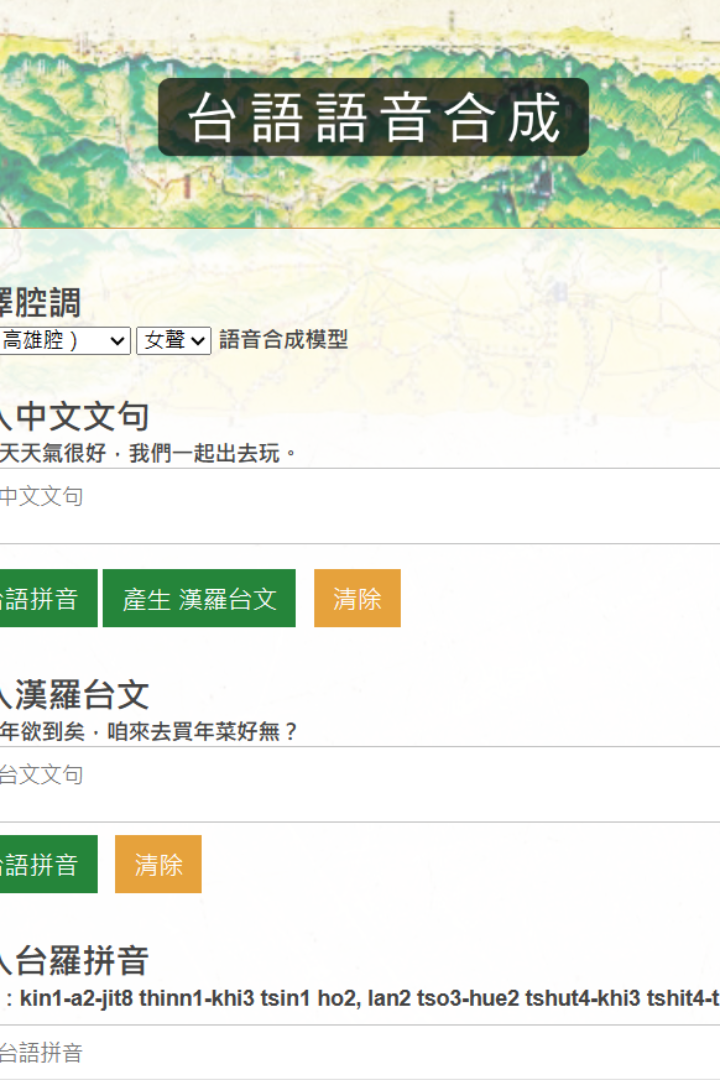 台語語音合成
擇腔調
高雄腔 ) 女聲 語音合成模型
入中文文句
天天氣很好，我們一起出去玩。
中文文句
台語拼音 產生 漢羅台文 清除
入漢羅台文
年欲到矣，咱來去買年菜好無？
台文文句
台語拼音 清除
入台羅拼音
: kin1-a2-jit8 thinn1-khi3 tsin1 ho2, lan2 tso3-hue2 tshut4-khi3 tshit4-t
台語拼音